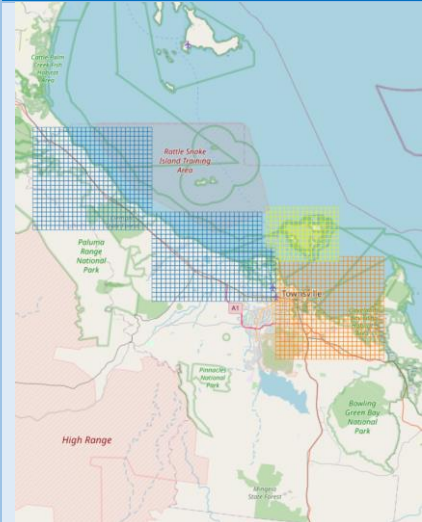 Cattle Palm
Creek Fish
Habitat
Area
Rattle Snake
Island Training
Area
Paluma
Range
National
Park
Townsville
A1
Pinnacles
National
Park
High Range
Bowling
Green Bay
National
Park
Mingela
State Forest